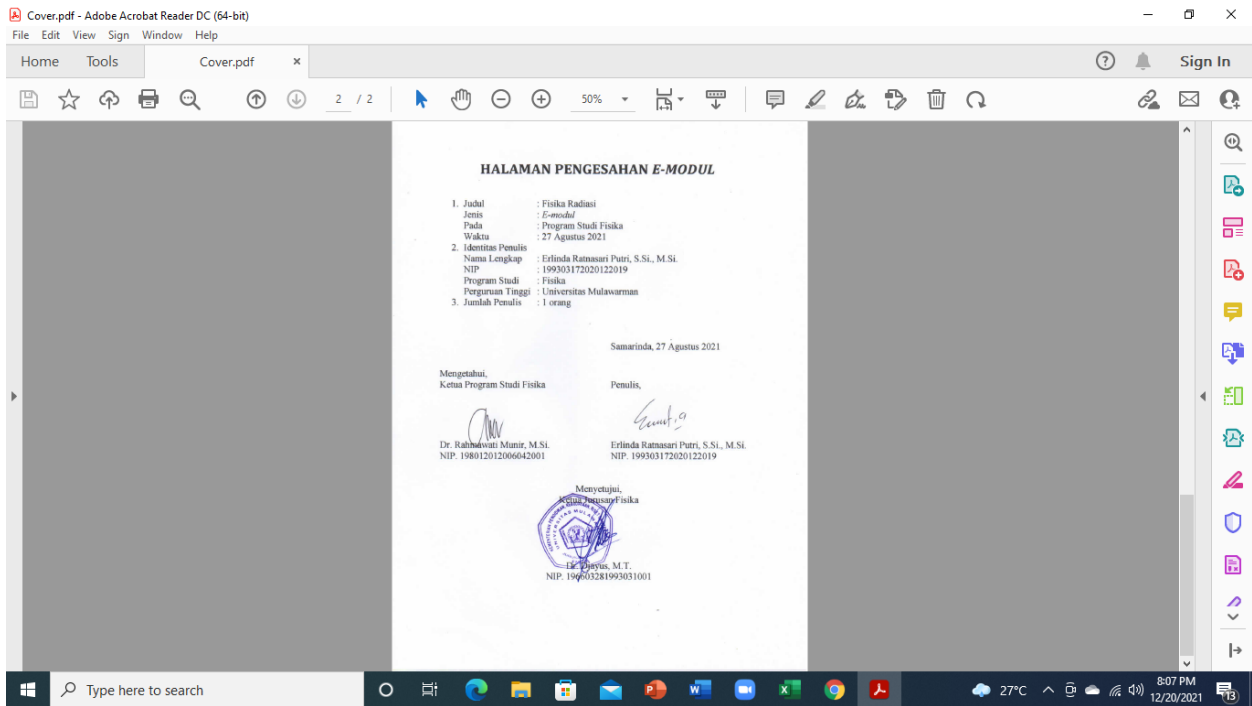 Cover.pdf - Adobe Acrobat Reader DC (64-bit)
File Edit View Sign Window Help
Home Tools Cover.pdf × Sign In
2 / 2 50%
HALAMAN PENGESAHAN E-MODUL
1. Judul : Fisika Radiasi
Jenis : E-modul
Pada : Program Studi Fisika
Waktu : 27 Agustus 2021
2. Identitas Penulis
Nama Lengkap : Erlinda Ratnasari Putri, S.Si., M.Si.
NIP : 199303172020122019
Program Studi : Fisika
Perguruan Tinggi : Universitas Mulawarman
3. Jumlah Penulis : 1 orang
Samarinda, 27 Agustus 2021
Mengetahui,
Ketua Program Studi Fisika
Penulis,
Dr. Rahmawati Munir, M.Si.
NIP. 198012012006042001
Erlinda Ratnasari Putri, S.Si., M.Si.
NIP. 199303172020122019
Menyetujui,
Ketua Jurusan Fisika
UNIVERSITAS MULAWARMAN
Dr. Djayus, M.T.
NIP. 196603281993031001
Type here to search
27°C
8:07 PM
12/20/2021
13